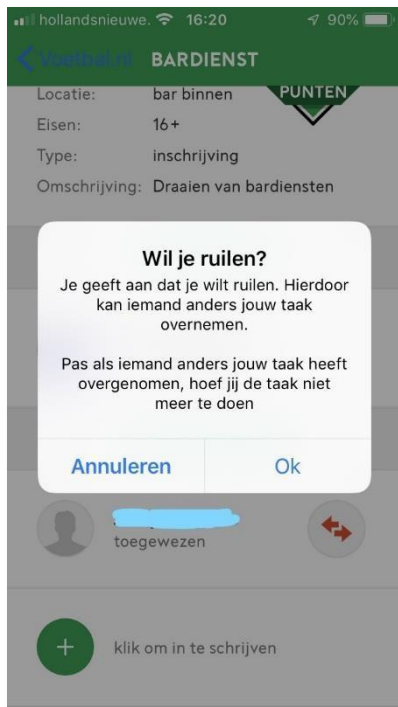 hollandsnieuwe. 16:20 90%
Voetbal.nl BARDIENST
Locatie: bar binnen PUNTEN
Eisen: 16+
Type: inschrijving
Omschrijving: Draaien van bardiensten
Wil je ruilen?
Je geeft aan dat je wilt ruilen. Hierdoor
kan iemand anders jouw taak
overnemen.
Pas als iemand anders jouw taak heeft
overgenomen, hoef jij de taak niet
meer te doen
Annuleren Ok
toegewezen
klik om in te schrijven